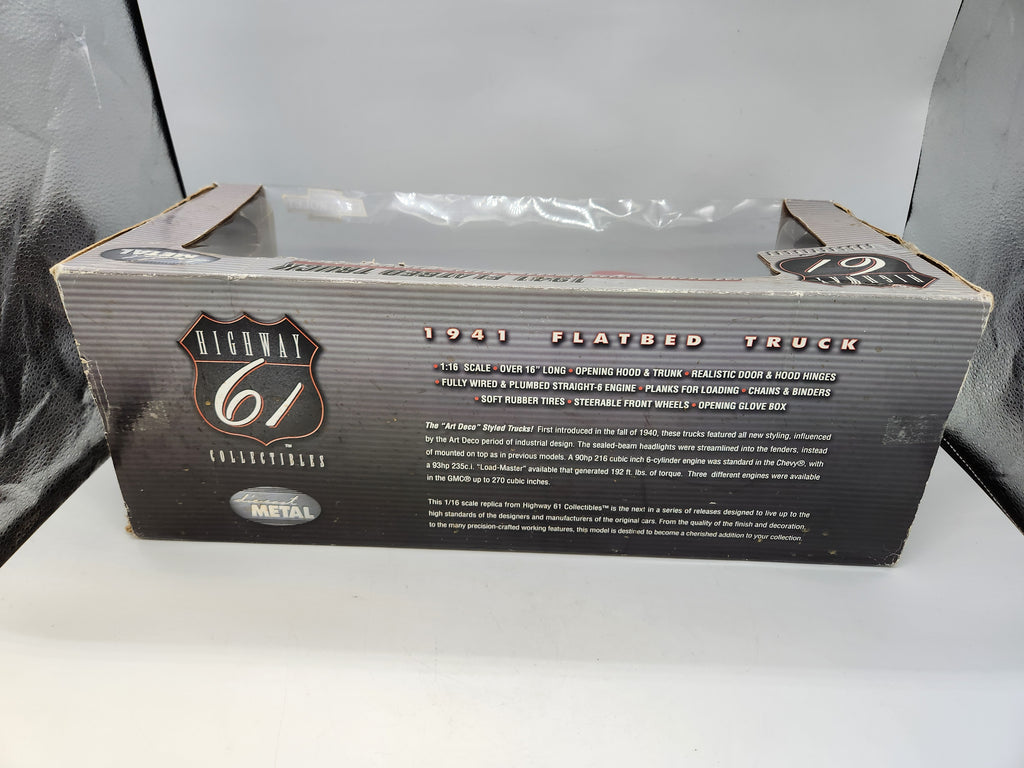 METAL
1941 FLATBED TRUCK
HIGHWAY
61
HIGHWAY
61
COLLECTIBLES
METAL
1941 FLATBED TRUCK
•1:16 SCALE • OVER 16" LONG • OPENING HOOD & TRUNK • REALISTIC DOOR & HOOD HINGES
• FULLY WIRED & PLUMBED STRAIGHT-6 ENGINE • PLANKS FOR LOADING • CHAINS & BINDERS
• SOFT RUBBER TIRES • STEERABLE FRONT WHEELS • OPENING GLOVE BOX
The "Art Deco" Styled Trucks! First introduced in the fall of 1940, these trucks featured all new styling, influenced
by the Art Deco period of industrial design. The sealed-beam headlights were streamlined into the fenders, instead
of mounted on top as in previous models. A 90hp 216 cubic inch 6-cylinder engine was standard in the Chevy®, with
a 93hp 235c.i. "Load-Master" available that generated 192 ft. lbs. of torque. Three different engines were available
in the GMC® up to 270 cubic inches.
This 1/16 scale replica from Highway 61 Collectibles™ is the next in a series of releases designed to live up to the
high standards of the designers and manufacturers of the original cars. From the quality of the finish and decoration,
to the many precision-crafted working features, this model is destined to become a cherished addition to your collection.